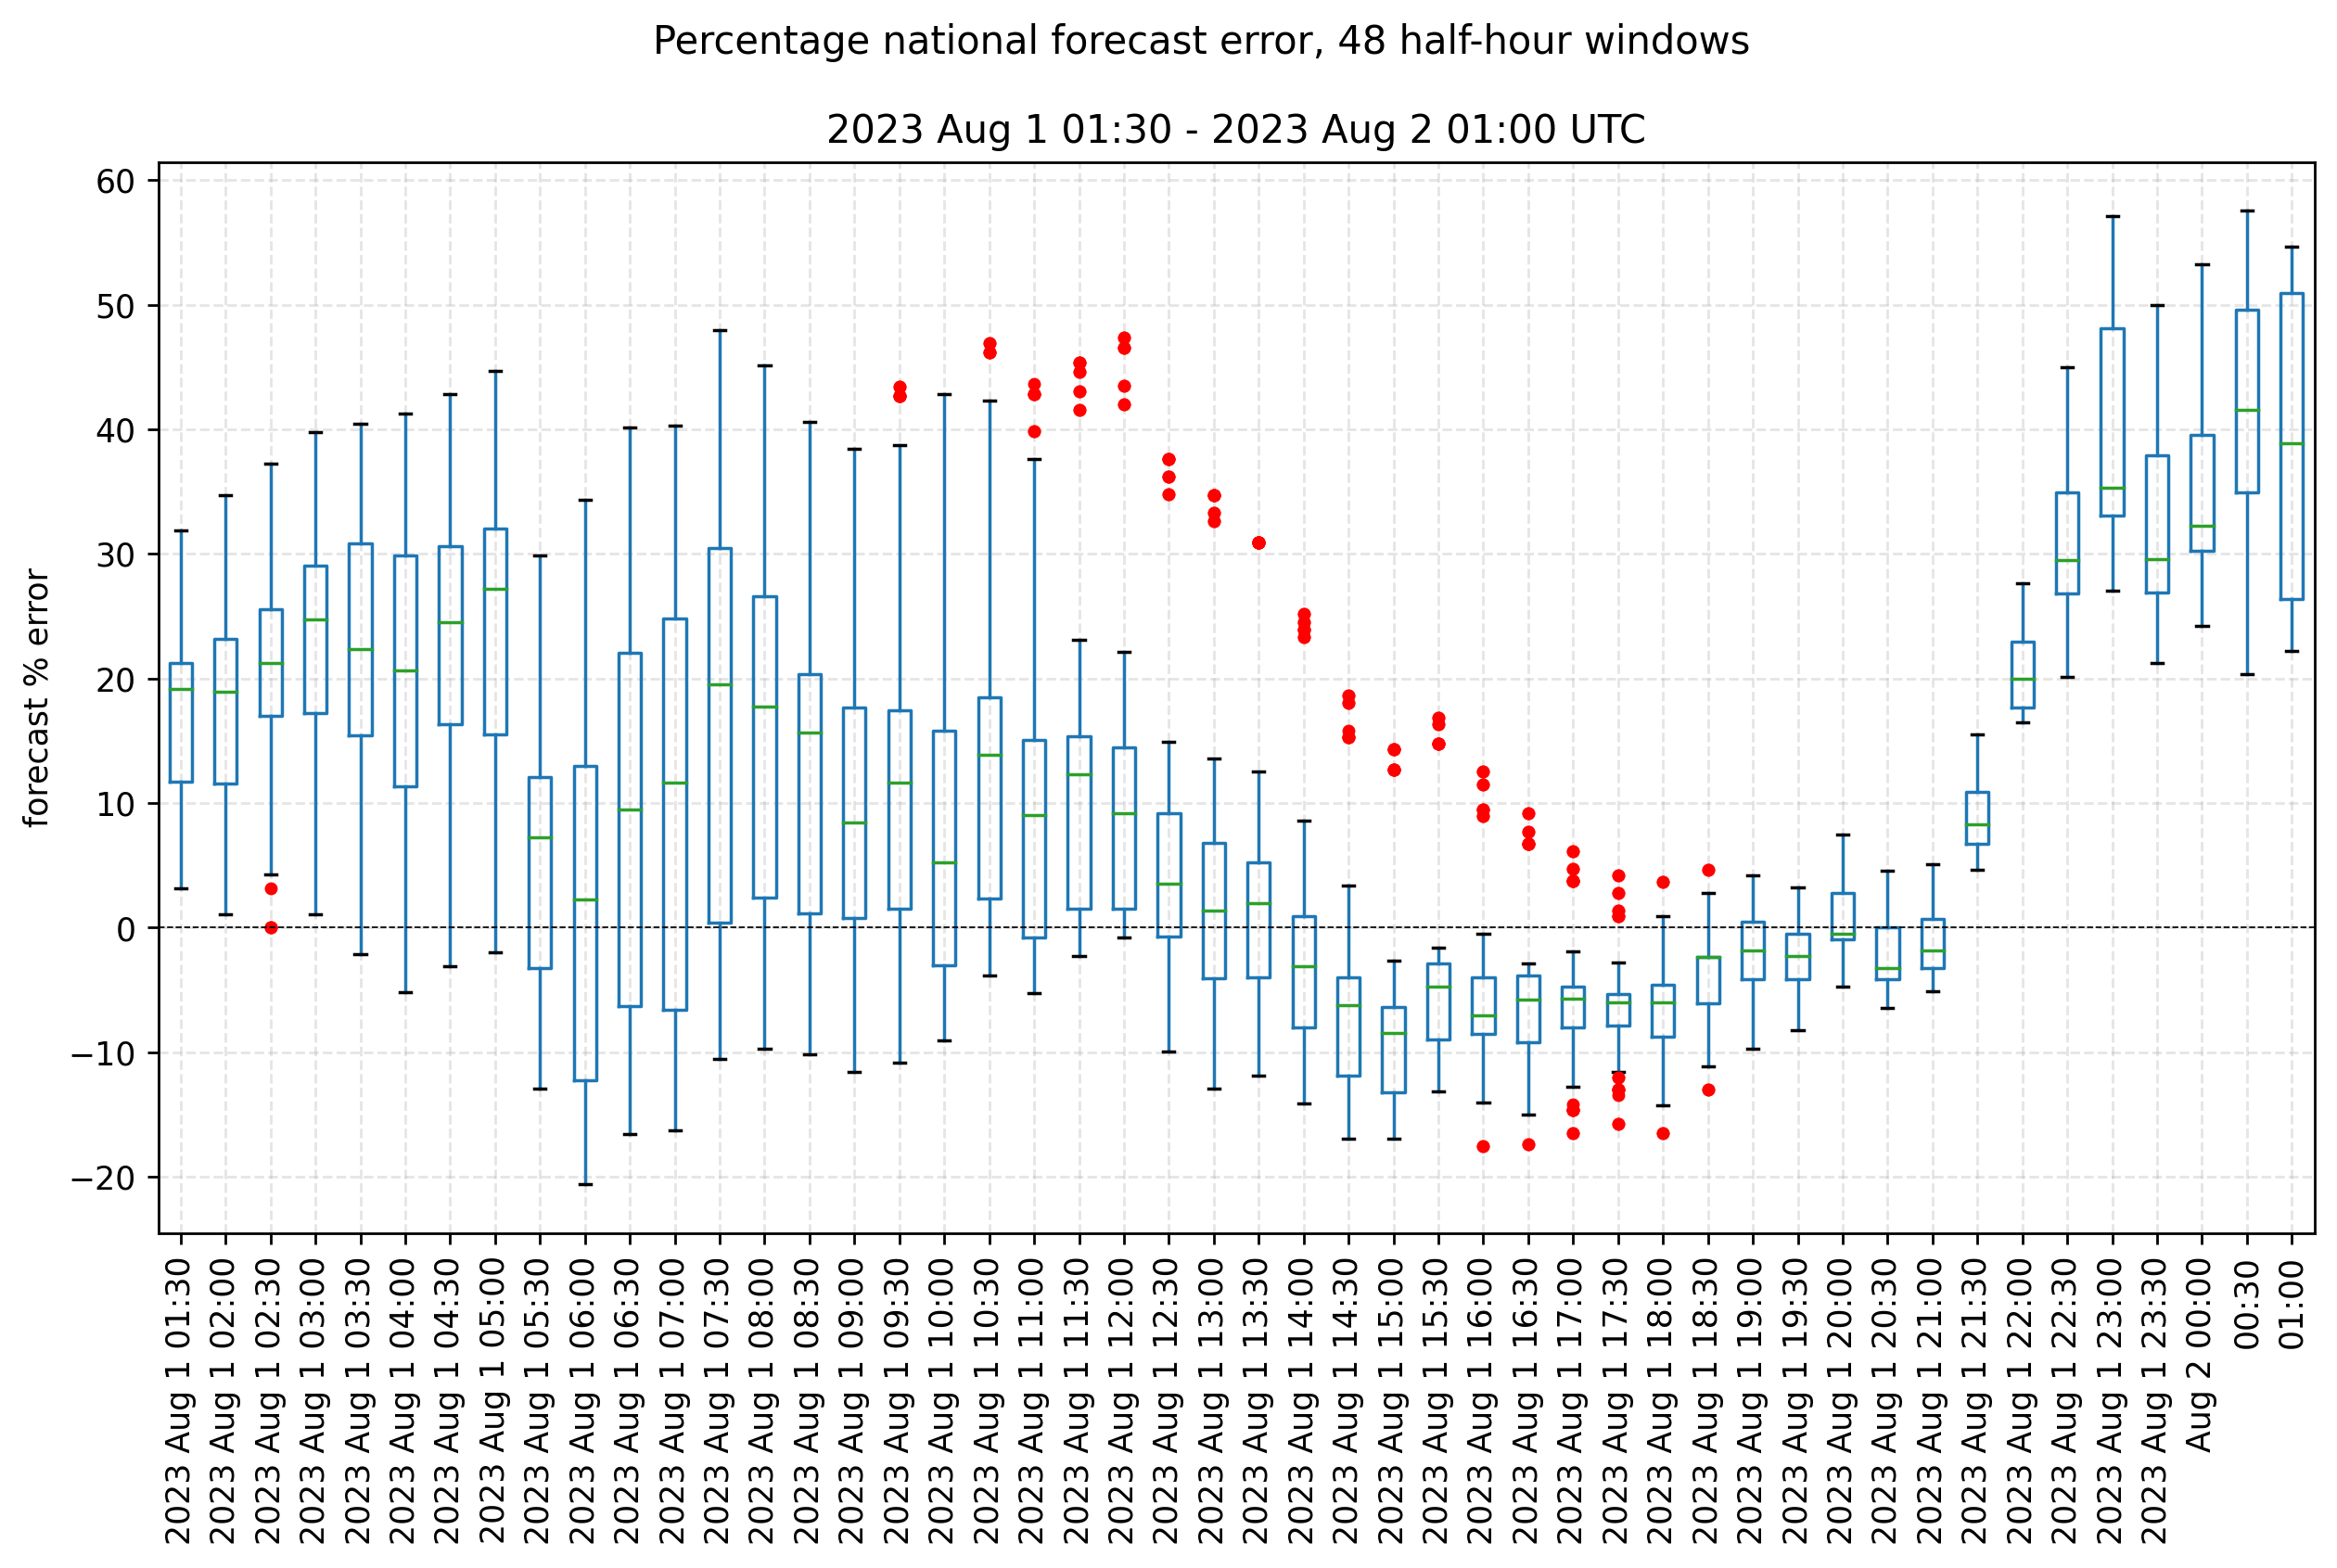 Percentage national forecast error, 48 half-hour windows
2023 Aug 1 01:30 - 2023 Aug 2 01:00 UTC
forecast % error
60
50
40
30
20
10
0
−10
−20
2023 Aug 1 01:30
2023 Aug 1 02:00
2023 Aug 1 02:30
2023 Aug 1 03:00
2023 Aug 1 03:30
2023 Aug 1 04:00
2023 Aug 1 04:30
2023 Aug 1 05:00
2023 Aug 1 05:30
2023 Aug 1 06:00
2023 Aug 1 06:30
2023 Aug 1 07:00
2023 Aug 1 07:30
2023 Aug 1 08:00
2023 Aug 1 08:30
2023 Aug 1 09:00
2023 Aug 1 09:30
2023 Aug 1 10:00
2023 Aug 1 10:30
2023 Aug 1 11:00
2023 Aug 1 11:30
2023 Aug 1 12:00
2023 Aug 1 12:30
2023 Aug 1 13:00
2023 Aug 1 13:30
2023 Aug 1 14:00
2023 Aug 1 14:30
2023 Aug 1 15:00
2023 Aug 1 15:30
2023 Aug 1 16:00
2023 Aug 1 16:30
2023 Aug 1 17:00
2023 Aug 1 17:30
2023 Aug 1 18:00
2023 Aug 1 18:30
2023 Aug 1 19:00
2023 Aug 1 19:30
2023 Aug 1 20:00
2023 Aug 1 20:30
2023 Aug 1 21:00
2023 Aug 1 21:30
2023 Aug 1 22:00
2023 Aug 1 22:30
2023 Aug 1 23:00
2023 Aug 1 23:30
Aug 2 00:00
00:30
01:00